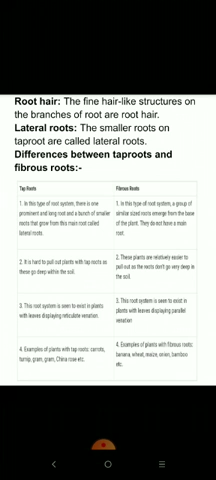 Root hair: The fine hair-like structures on
the branches of root are root hair.
Lateral roots: The smaller roots on
taproot are called lateral roots.
Differences between taproots and
fibrous roots:-
Tap Roots
Fibrous Roots
1. In this type of root system, there is one
prominent and long root and a bunch of smaller
roots that grow from this main root called
lateral roots.
1. In this type of root system, a group of
similar sized roots emerge from the base
of the plant. They do not have a main
root.
2. It is hard to pull out plants with tap roots as
these go deep within the soil.
2. These plants are relatively easier to
pull out as the roots don't go very deep in
the soil.
3. This root system is seen to exist in plants
with leaves displaying reticulate venation.
3. This root system is seen to exist in
plants with leaves displaying parallel
venation
4. Examples of plants with tap roots: carrots,
turnip, gram, gram, China rose etc.
4. Examples of plants with fibrous roots:
banana, wheat, maize, onion, bamboo
etc.